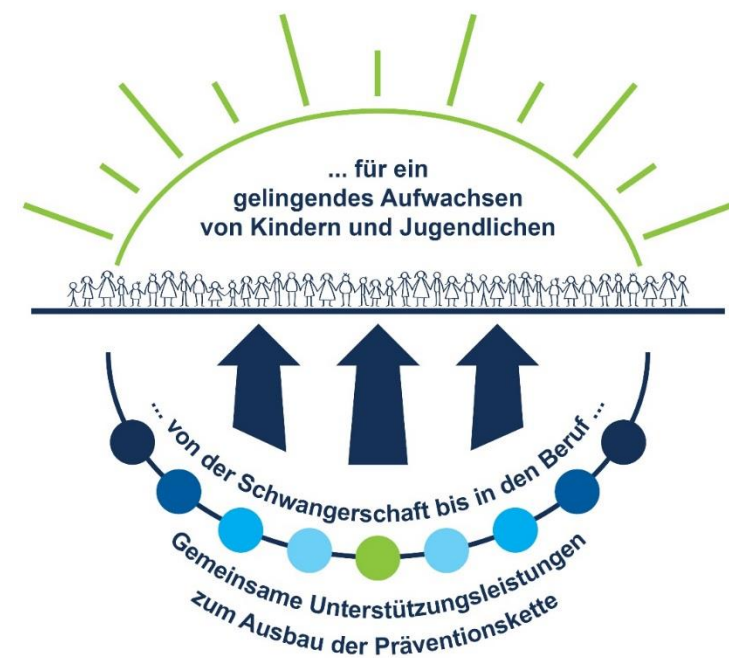 ... für ein
gelingendes Aufwachsen
von Kindern und Jugendlichen
... von der Schwangerschaft bis in den Beruf ...
Gemeinsame Unterstützungsleistungen
zum Ausbau der Präventionskette